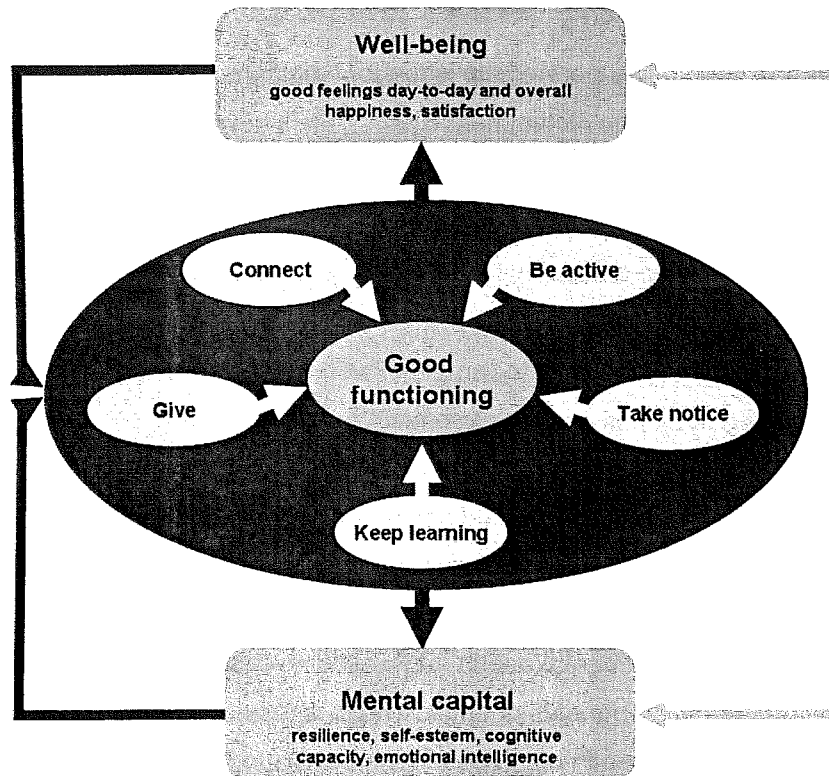 Well-being
good feelings day-to-day and overall
happiness, satisfaction
Connect
Be active
Good
functioning
Give
Take notice
Keep learning
Mental capital
resilience, self-esteem, cognitive
capacity, emotional intelligence